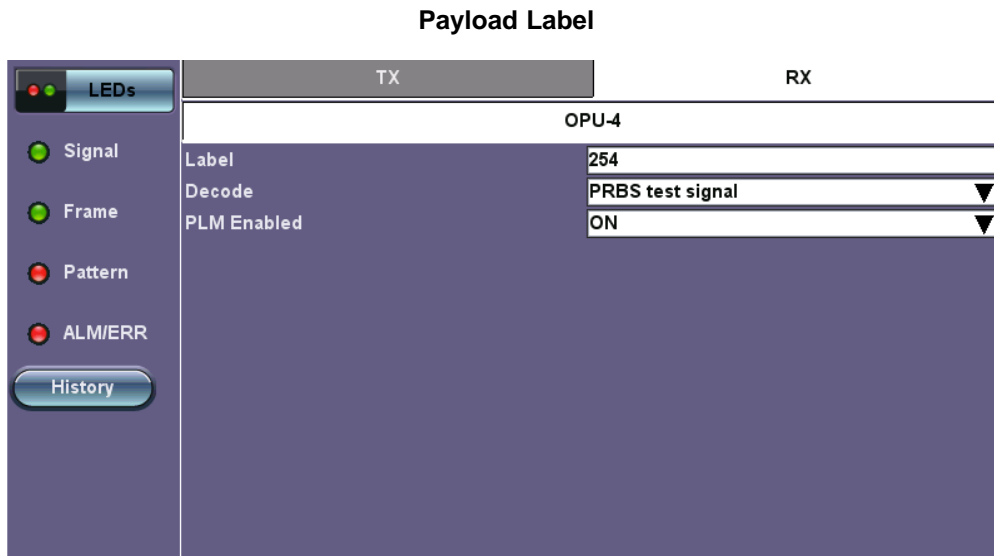 Payload Label
LEDs
TX
RX
OPU-4
Signal
Label
254
Decode
PRBS test signal
Frame
PLM Enabled
ON
Pattern
ALM/ERR
History